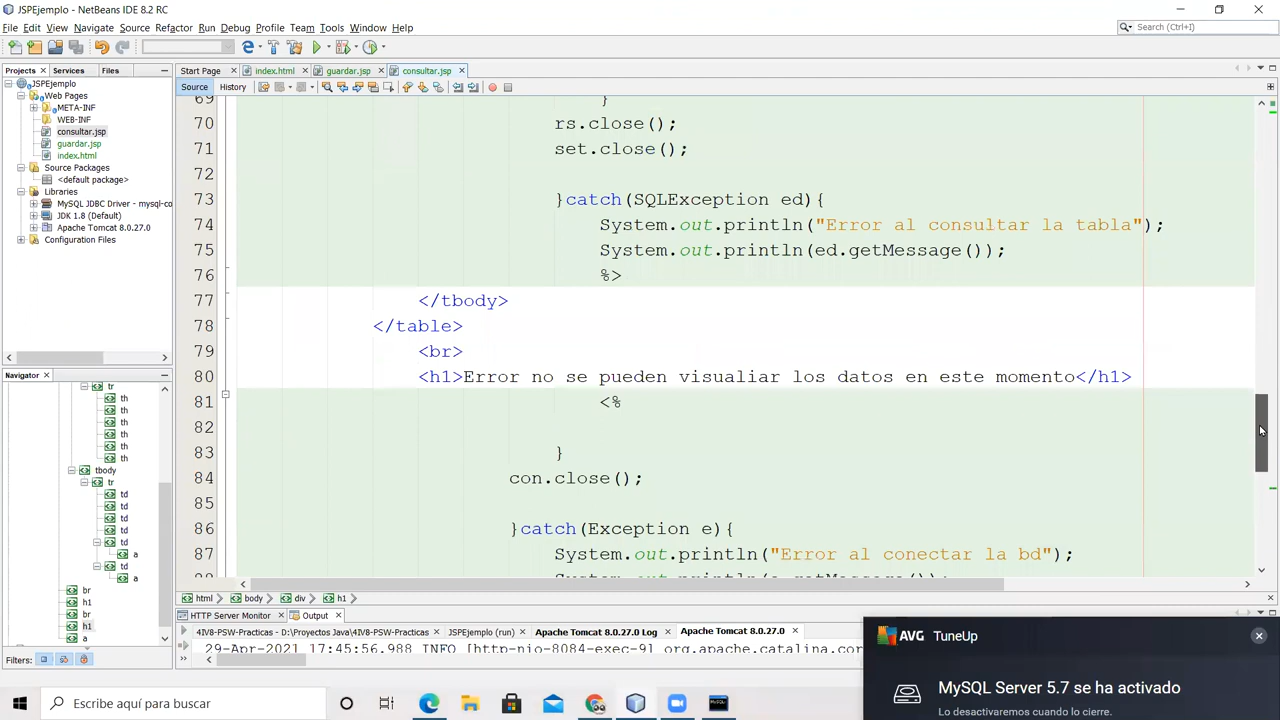 JSPEjemplo - NetBeans IDE 8.2 RC
File Edit View Navigate Source Refactor Run Debug Profile Team Tools Window Help
Search (Ctrl+I)
Projects Services Files
Start Page index.html guardar.jsp consultar.jsp
Source History
JSPEjemplo
Web Pages
META-INF
WEB-INF
consultar.jsp
guardar.jsp
index.html
Source Packages
<default package>
Libraries
MySQL JDBC Driver - mysql-co
JDK 1.8 (Default)
Apache Tomcat 8.0.27.0
Configuration Files
Navigator
tr
th
th
th
th
th
th
tbody
tr
td
td
td
td
td
a
td
a
br
h1
br
h1
a
Filters:
69 }
70 rs.close();
71 set.close();
72
73 }catch(SQLException ed){
74 System.out.println("Error al consultar la tabla");
75 System.out.println(ed.getMessage());
76 %>
77 </tbody>
78 </table>
79 <br>
80 <h1>Error no se pueden visualiar los datos en este momento</h1>
81 <%
82
83 }
84 con.close();
85
86 }catch(Exception e){
87 System.out.println("Error al conectar la bd");
html body div h1
HTTP Server Monitor Output
4IV8-PSW-Practicas - D:\Proyectos Java\4IV8-PSW-Practicas JSPEjemplo (run) Apache Tomcat 8.0.27.0 Log Apache Tomcat 8.0.27.0
29-Apr-2021 17:45:56.988 INFO [http-nio-8084-exec-9] org.apache.catalina.cor
AVG TuneUp
MySQL Server 5.7 se ha activado
Lo desactivaremos cuando lo cierre.
Escribe aquí para buscar